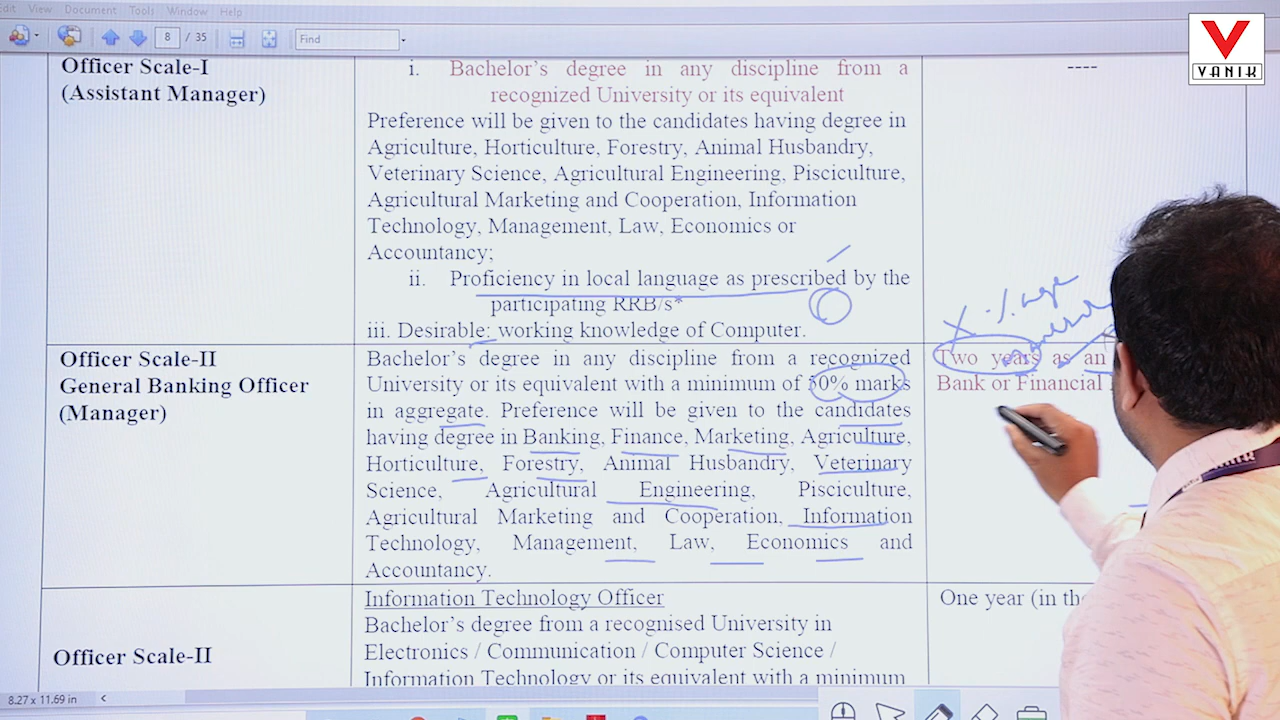 Edit View Document Tools Window Help
8 / 35 Find
VANIK
Officer Scale-I
(Assistant Manager)
i. Bachelor’s degree in any discipline from a
recognized University or its equivalent
Preference will be given to the candidates having degree in
Agriculture, Horticulture, Forestry, Animal Husbandry,
Veterinary Science, Agricultural Engineering, Pisciculture,
Agricultural Marketing and Cooperation, Information
Technology, Management, Law, Economics or
Accountancy;
ii. Proficiency in local language as prescribed by the
participating RRB/s*
iii. Desirable: working knowledge of Computer.
----
Officer Scale-II
General Banking Officer
(Manager)
Bachelor’s degree in any discipline from a recognized
University or its equivalent with a minimum of 50% marks
in aggregate. Preference will be given to the candidates
having degree in Banking, Finance, Marketing, Agriculture,
Horticulture, Forestry, Animal Husbandry, Veterinary
Science, Agricultural Engineering, Pisciculture,
Agricultural Marketing and Cooperation, Information
Technology, Management, Law, Economics and
Accountancy.
Two years as an
Bank or Financial
Officer Scale-II
Information Technology Officer
Bachelor’s degree from a recognised University in
Electronics / Communication / Computer Science /
Information Technology or its equivalent with a minimum
One year (in the
8.27 x 11.69 in